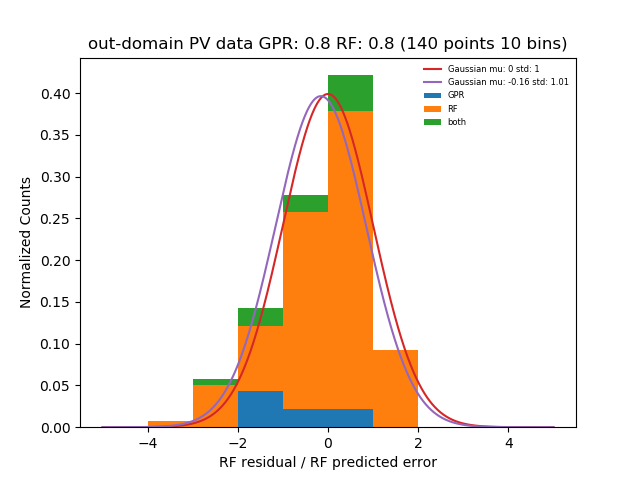 out-domain PV data GPR: 0.8 RF: 0.8 (140 points 10 bins)
Gaussian mu: 0 std: 1
Gaussian mu: -0.16 std: 1.01
GPR
RF
both
Normalized Counts
0.40
0.35
0.30
0.25
0.20
0.15
0.10
0.05
0.00
−4 −2 0 2 4
RF residual / RF predicted error